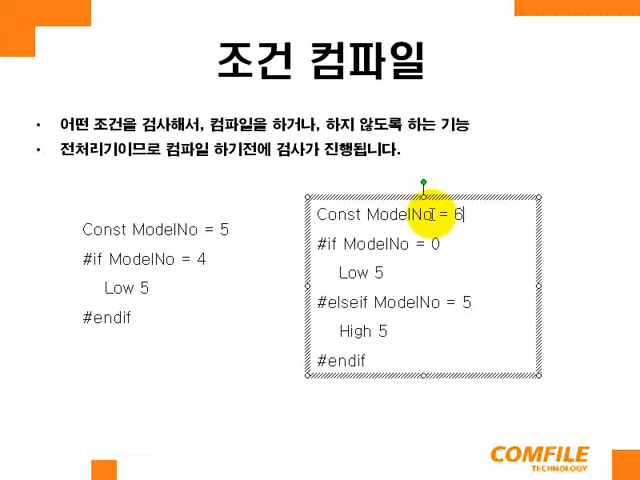 조건 컴파일
• 어떤 조건을 검사해서, 컴파일을 하거나, 하지 않도록 하는 기능
• 전처리기이므로 컴파일 하기전에 검사가 진행됩니다.
Const ModelNo = 5
#if ModelNo = 4
Low 5
#endif
Const ModelNo = 6
#if ModelNo = 0
Low 5
#elseif ModelNo = 5
High 5
#endif
COMFILE
TECHNOLOGY